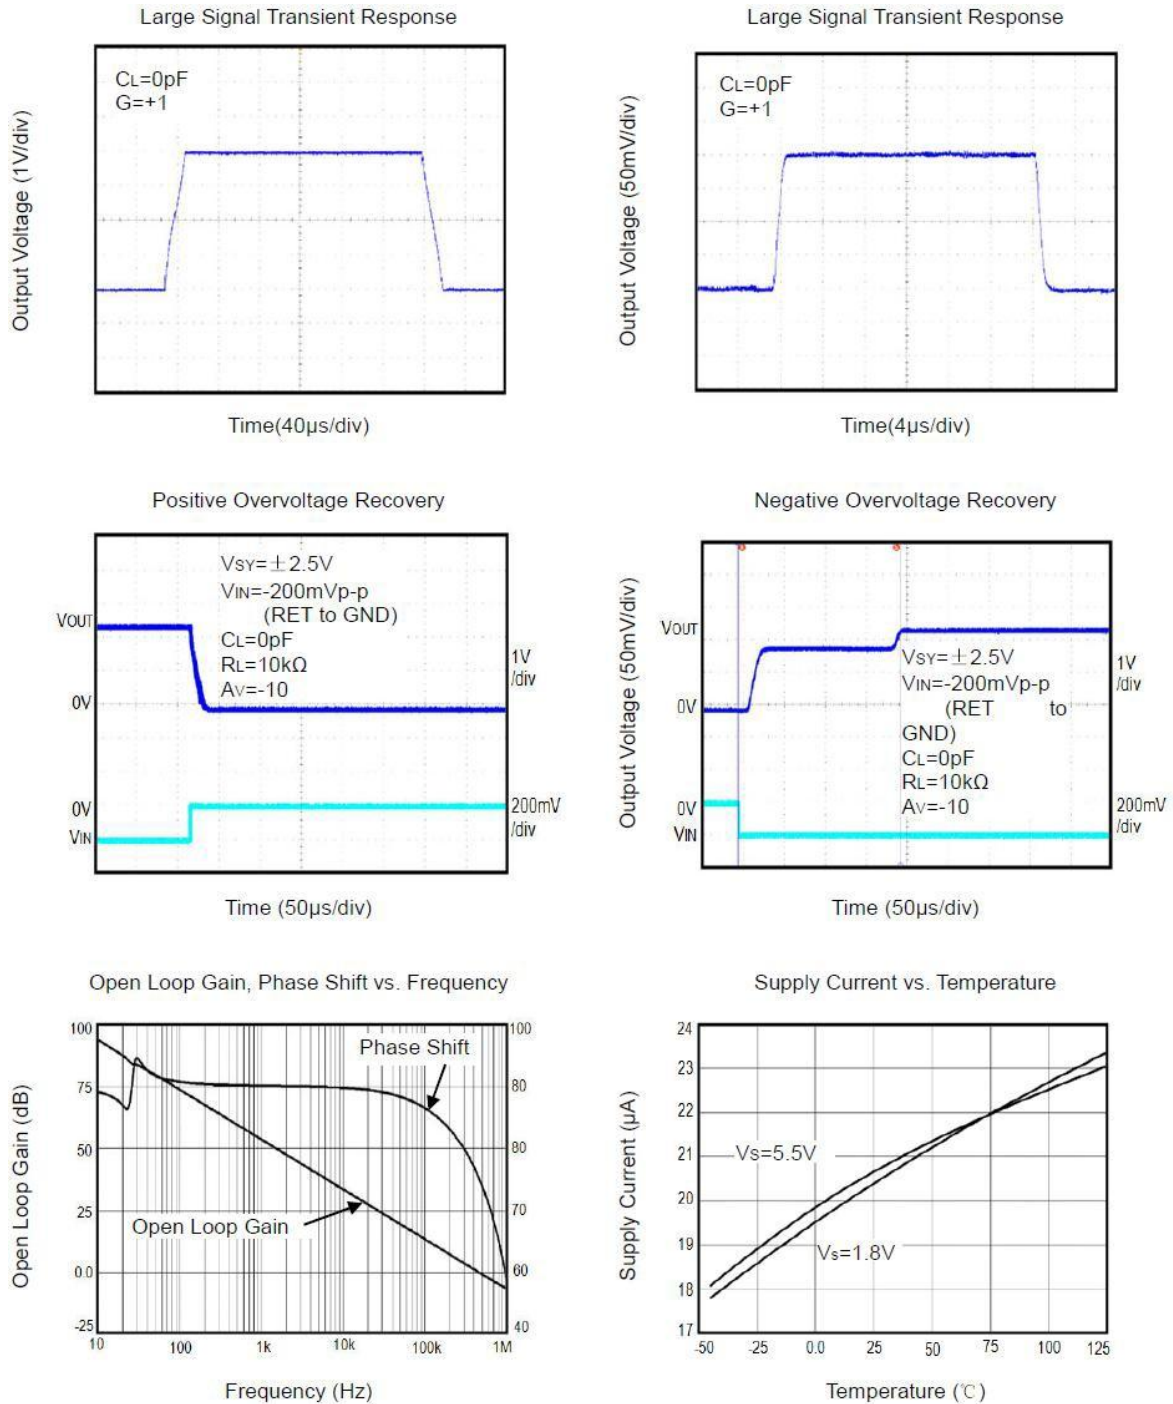 Large Signal Transient Response
CL=0pF
G=+1
Output Voltage (1V/div)
Time(40µs/div)
Large Signal Transient Response
CL=0pF
G=+1
Output Voltage (50mV/div)
Time(4µs/div)
Positive Overvoltage Recovery
VSY=±2.5V
VIN=-200mVp-p
(RET to GND)
CL=0pF
RL=10kΩ
AV=-10
VOUT
0V
0V
VIN
1V
/div
200mV
/div
Time (50µs/div)
Negative Overvoltage Recovery
Output Voltage (50mV/div)
VOUT
0V
0V
VIN
VSY=±2.5V
VIN=-200mVp-p
(RET to
GND)
CL=0pF
RL=10kΩ
AV=-10
1V
/div
200mV
/div
Time (50µs/div)
Open Loop Gain, Phase Shift vs. Frequency
Open Loop Gain (dB)
100
75
50
25
0.0
-25
Phase Shift
Open Loop Gain
100
80
80
70
60
40
10 100 1k 10k 100k 1M
Frequency (Hz)
Supply Current vs. Temperature
Supply Current (µA)
24
23
22
21
20
19
18
17
Vs=5.5V
Vs=1.8V
-50 -25 0.0 25 50 75 100 125
Temperature (℃)